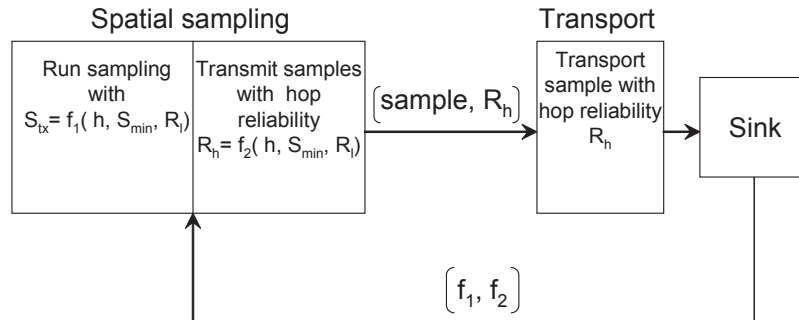 Spatial sampling
Transport
Run sampling
with
S_tx= f_1( h, S_min, R_l)
Transmit samples
with hop
reliability
R_h= f_2( h, S_min, R_l)
(sample, R_h)
Transport
sample with
hop reliability
R_h
Sink
(f_1, f_2)